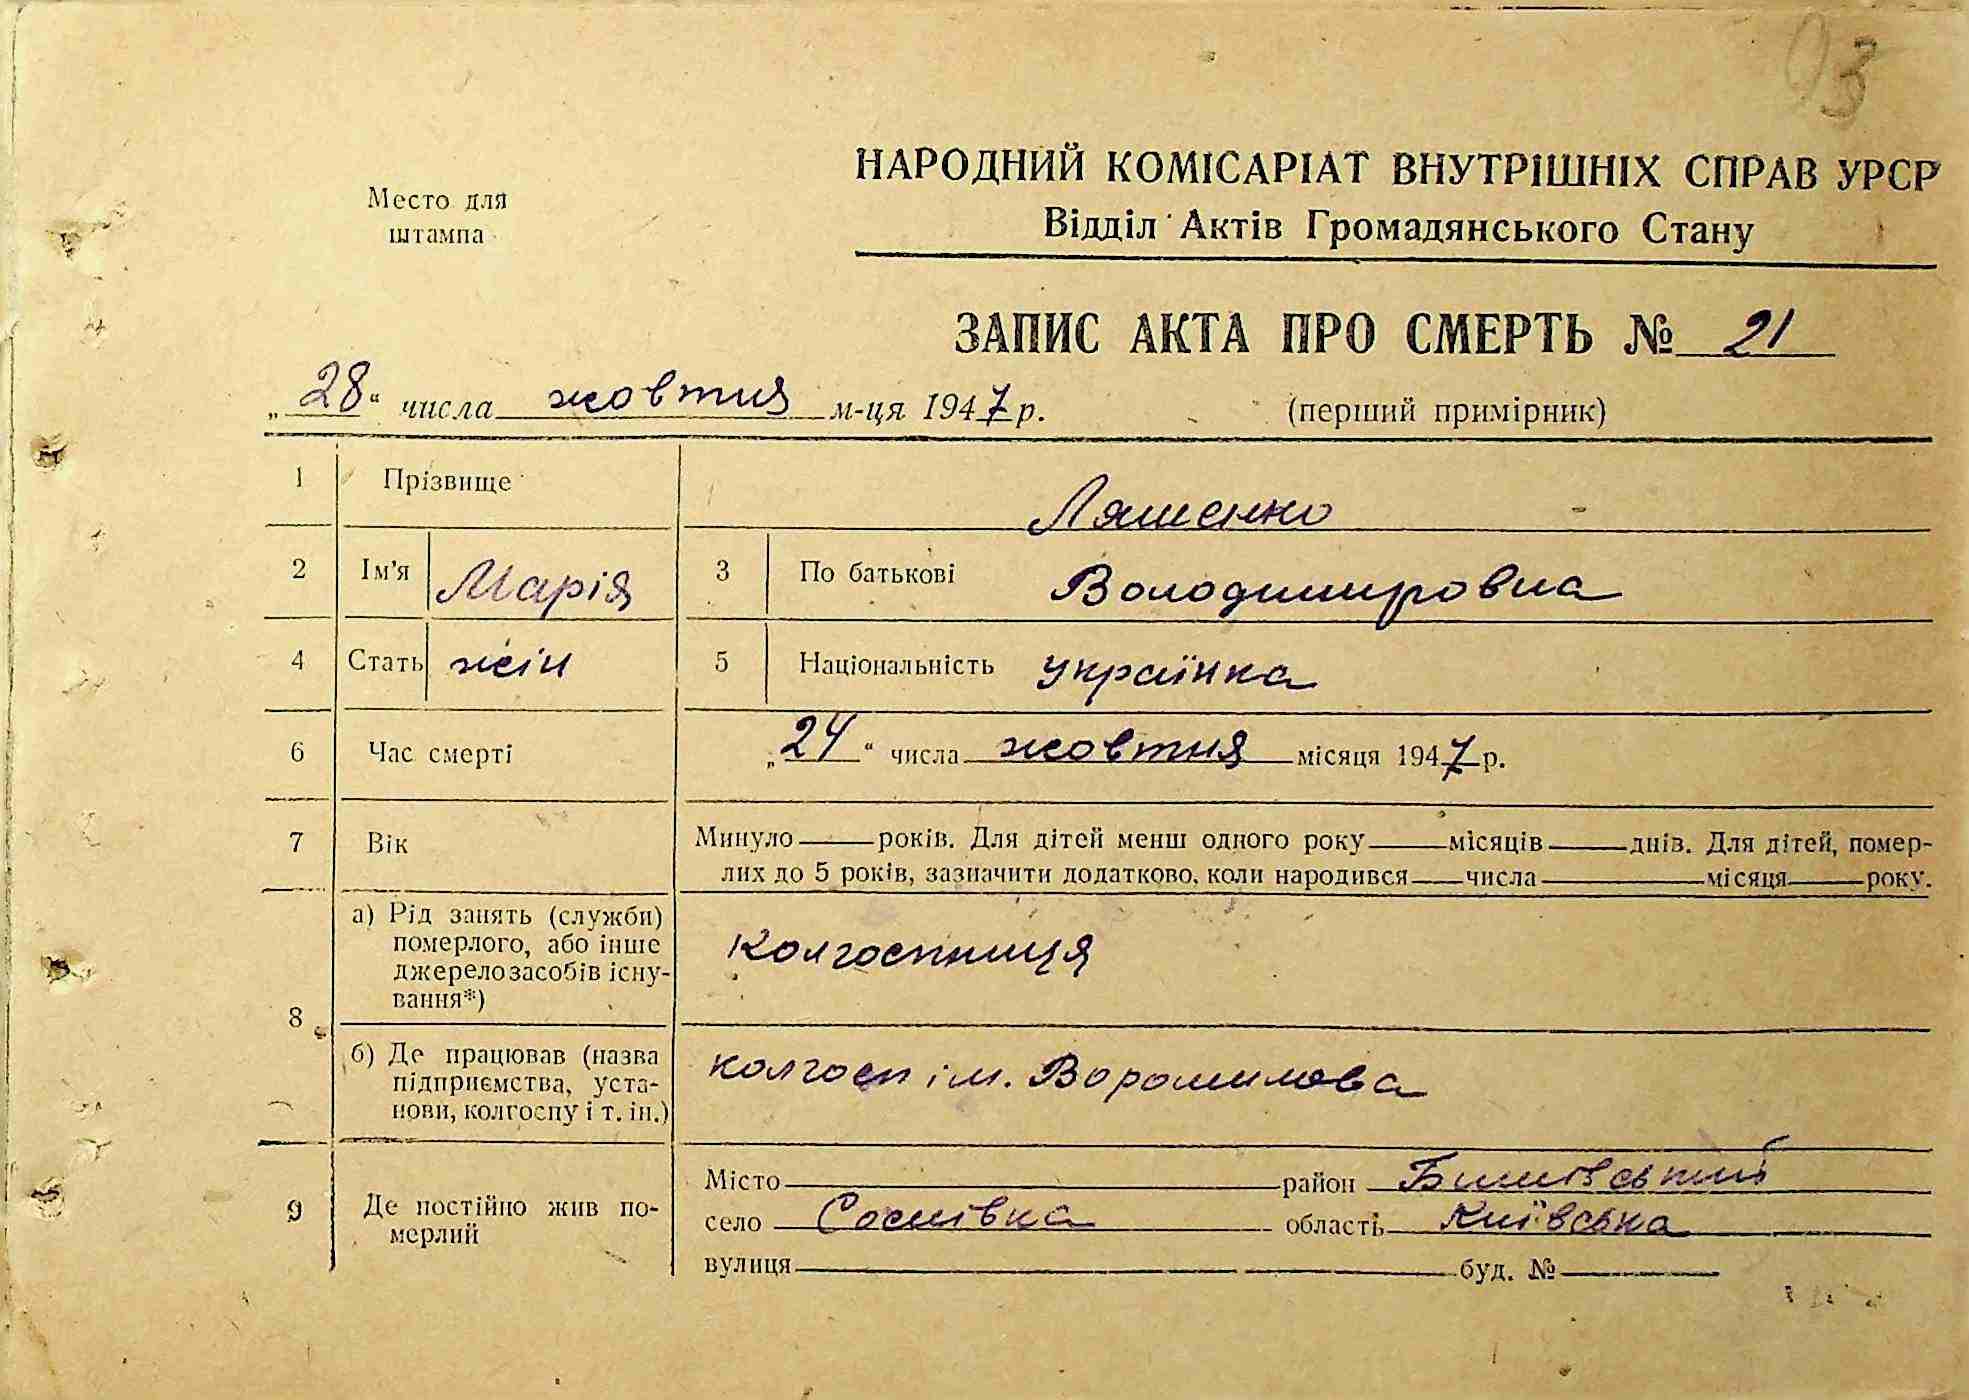 93
НАРОДНИЙ КОМІСАРІАТ ВНУТРІШНІХ СПРАВ УРСР
Место для
штампа
Відділ Актів Громадянського Стану
ЗАПИС АКТА ПРО СМЕРТЬ № 21
„28“ числа жовтня м-ця 1947 р. (перший примірник)
1 Прізвище Ляшенко
2 Ім'я Марія 3 По батькові Володимировна
4 Стать жін 5 Національність українка
6 Час смерті „24“ числа жовтня місяця 1947 р.
7 Вік Минуло років. Для дітей менш одного року місяців днів. Для дітей, помер-
лих до 5 років, зазначити додатково, коли народився числа місяця року.
8 а) Рід занять (служби)
померлого, або інше
джерело засобів існу-
вання*)
колгоспниця
б) Де працював (назва
підприємства, уста-
нови, колгоспу і т. ін.)
колгосп ім. Ворошилова
9 Де постійно жив по-
мерлий
Місто район Бишівський
село Соснівка область Київська
вулиця буд. №